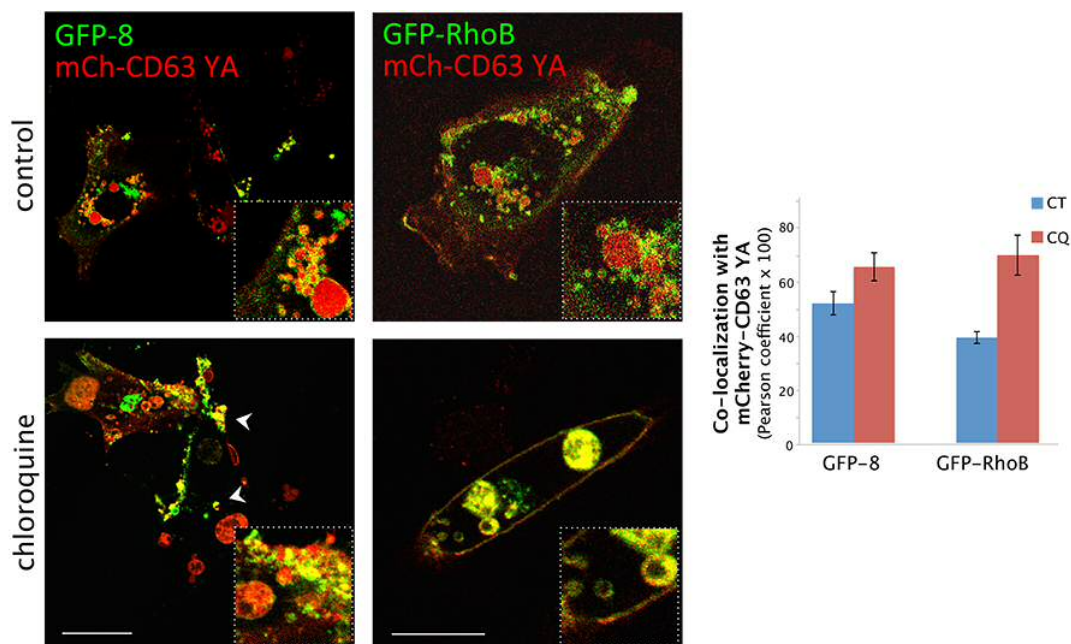 GFP-8
mCh-CD63 YA
GFP-RhoB
mCh-CD63 YA
control
chloroquine
Co-localization with
mCherry-CD63 YA
(Pearson coefficient x 100)
80
60
40
20
0
CT
CQ
GFP-8
GFP-RhoB